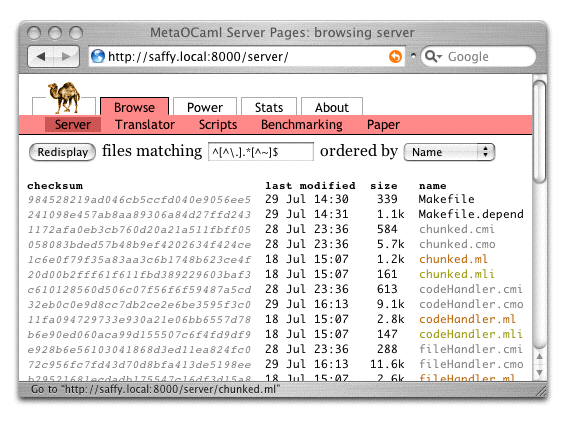 MetaOCaml Server Pages: browsing server
http://saffy.local:8000/server/ Google
Browse Power Stats About
Server Translator Scripts Benchmarking Paper
Redisplay files matching ^[^\.].*[^~]$ ordered by Name
checksum last modified size name
984528219ad046cb5ccfd040e9056ee5 29 Jul 14:30 339 Makefile
241098e457ab8aa89306a84d27ffd243 29 Jul 14:31 1.1k Makefile.depend
1172afa0eb3cb760d20a21a511fbff05 28 Jul 23:36 584 chunked.cmi
058083bded57b48b9ef4202634f424ce 28 Jul 23:36 5.7k chunked.cmo
1c6e0f79f35a83aa3c6b1748b623ce4f 18 Jul 15:07 1.2k chunked.ml
20d00b2fff61f611fbd389229603baf3 18 Jul 15:07 161 chunked.mli
c610128560d506c07f56f6f59487a5cd 28 Jul 23:36 613 codeHandler.cmi
32eb0c0e9d8cc7db2ce2e6be3595f3c0 29 Jul 16:13 9.1k codeHandler.cmo
11fa094729733e930a21e06bb6557d78 18 Jul 15:07 2.8k codeHandler.ml
b6e90ed060aca99d155507c6f4fd9df9 18 Jul 15:07 147 codeHandler.mli
e928b6e56103041868d3ed11ea824fc0 28 Jul 23:36 288 fileHandler.cmi
72c956fc7fd43d70d8bfa413de5198ee 29 Jul 16:13 11.6k fileHandler.cmo
18 Jul 15:07 2.6k fileHandler.ml
Go to “http://saffy.local:8000/server/chunked.ml”